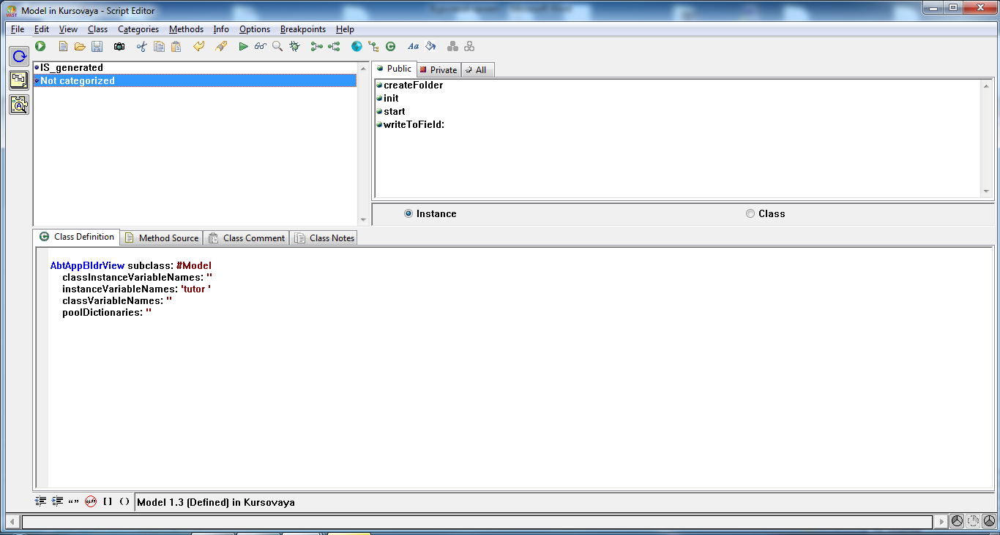 Model in Kursovaya - Script Editor
File Edit View Class Categories Methods Info Options Breakpoints Help
IS_generated
Not categorized
Public Private All
createFolder
init
start
writeToField:
Instance Class
Class Definition Method Source Class Comment Class Notes
AbtAppBldrView subclass: #Model
classInstanceVariableNames: ''
instanceVariableNames: 'tutor '
classVariableNames: ''
poolDictionaries: ''
Model 1.3 (Defined) in Kursovaya